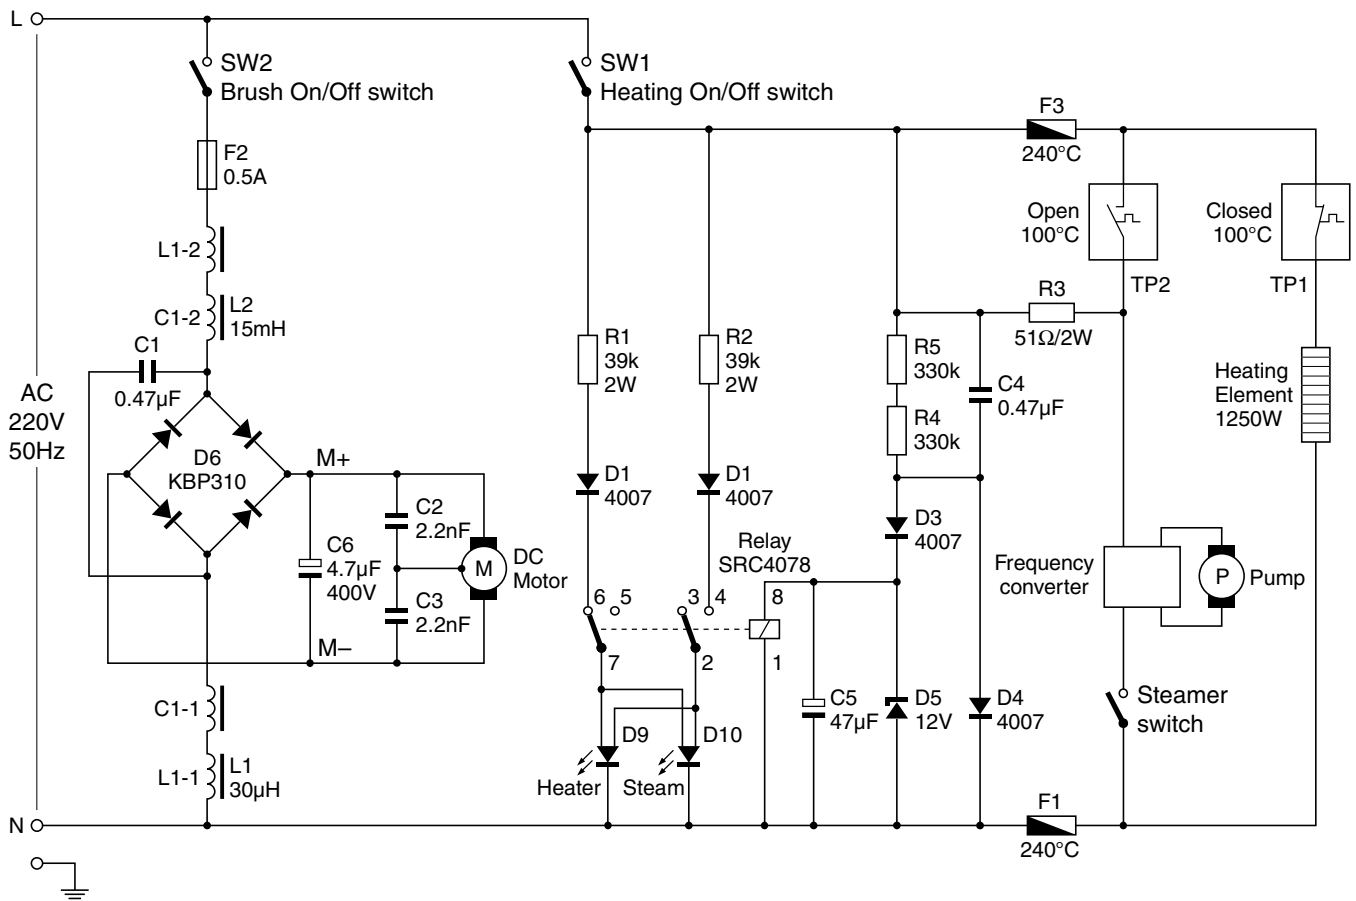 L
SW2
Brush On/Off switch
SW1
Heating On/Off switch
F3
240°C
F2
0.5A
Open
100°C
TP2
Closed
100°C
TP1
L1-2
L2
15mH
C1-2
C1
0.47µF
R3
51Ω/2W
R1
39k
2W
R2
39k
2W
R5
330k
R4
330k
C4
0.47µF
Heating
Element
1250W
AC
220V
50Hz
D6
KBP310
M+
D1
4007
D1
4007
C2
2.2nF
C6
4.7µF
400V
M
DC
Motor
C3
2.2nF
M–
Relay
SRC4078
D3
4007
Frequency
converter
P
Pump
6
5
3
4
8
7
2
1
C1-1
L1-1
L1
30µH
D9
Heater
D10
Steam
C5
47µF
D5
12V
D4
4007
Steamer
switch
F1
240°C
N